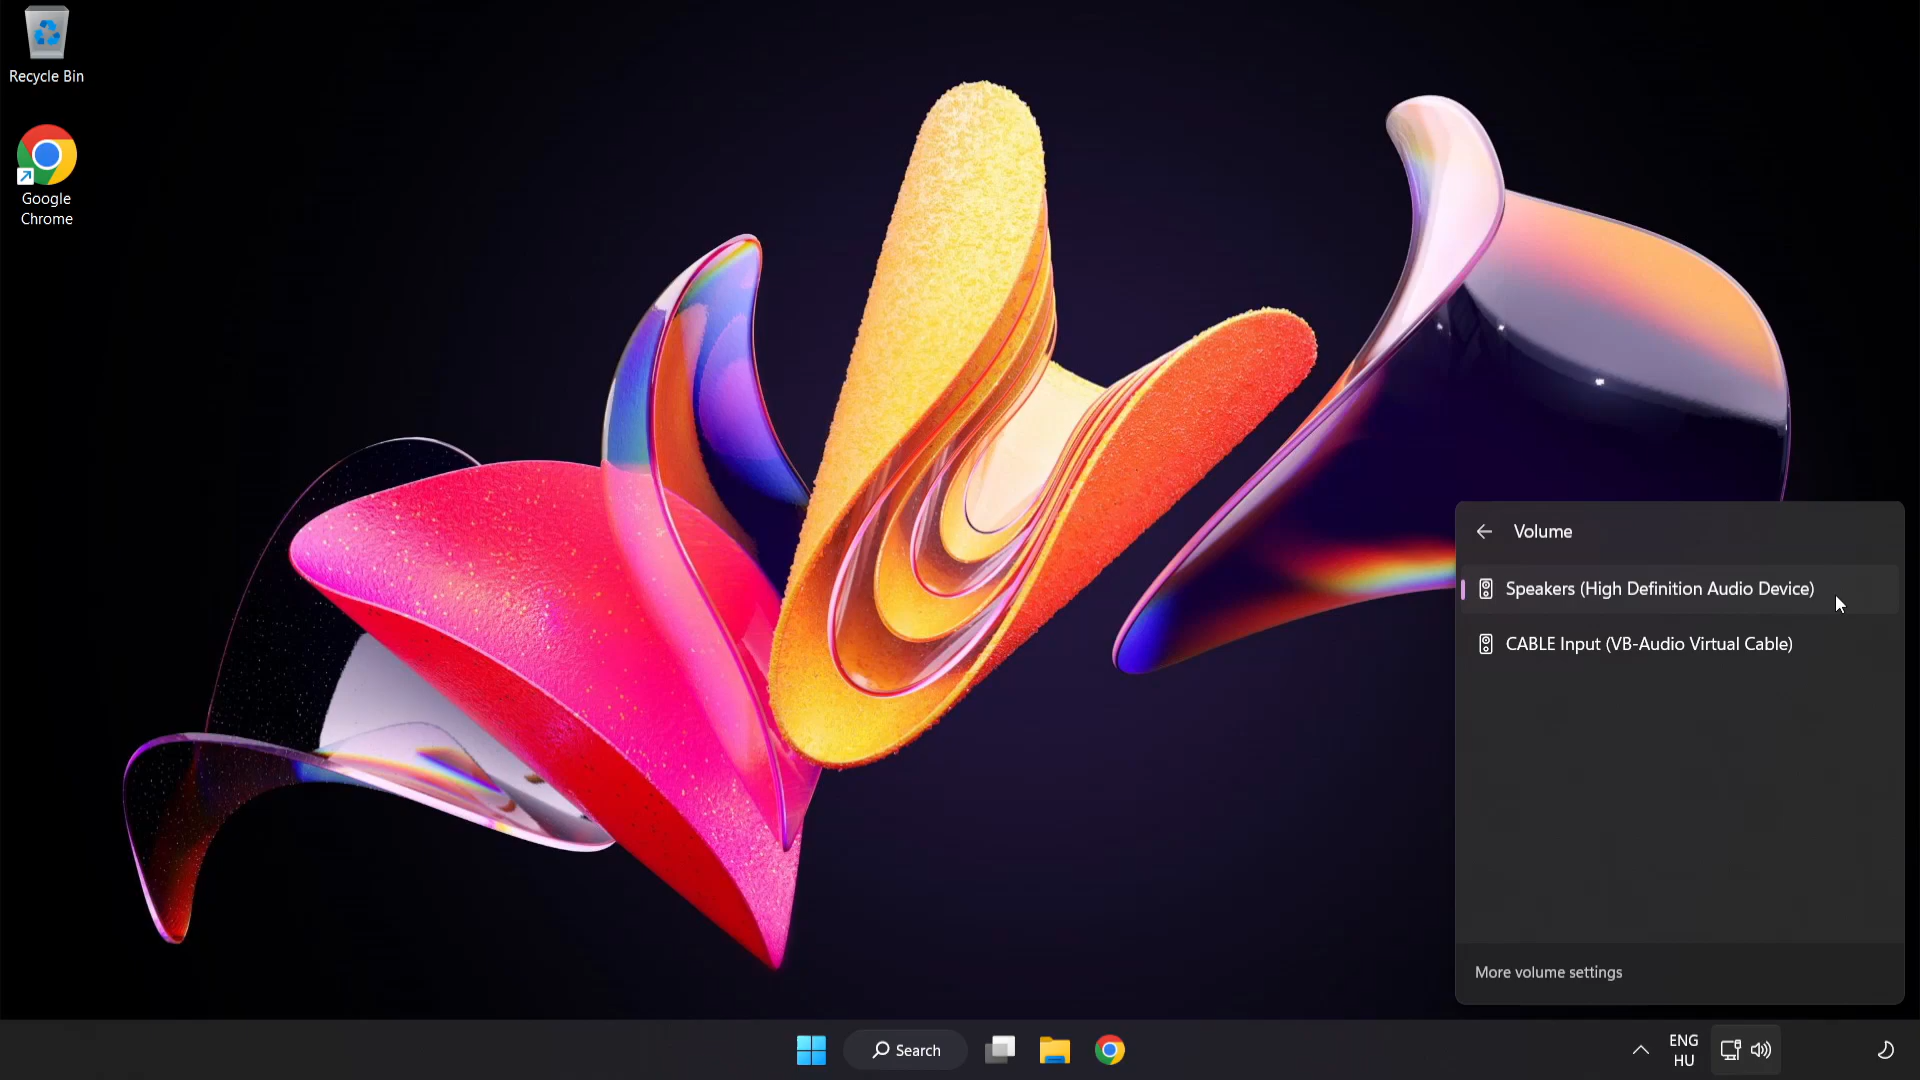 Recycle Bin
Google
Chrome
Volume
Speakers (High Definition Audio Device)
CABLE Input (VB-Audio Virtual Cable)
More volume settings
Search
ENG
HU